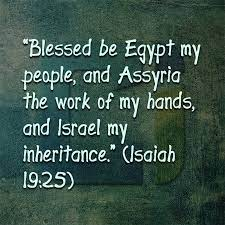 “Blessed be Egypt my
people, and Assyria
the work of my hands,
and Israel my
inheritance.” (Isaiah
19:25)